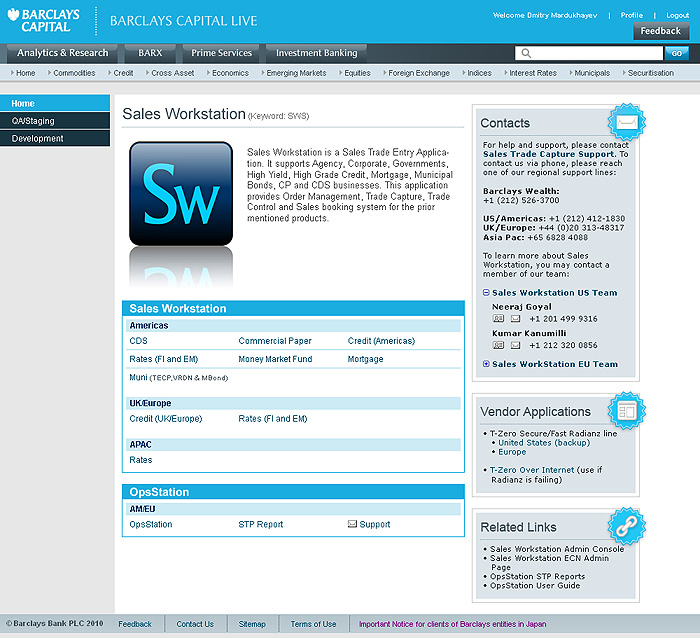 BARCLAYS
CAPITAL
BARCLAYS CAPITAL LIVE
Welcome Dmitry Mardukhayev | Profile | Logout
Feedback
Analytics & Research BARX Prime Services Investment Banking GO
Home Commodities Credit Cross Asset Economics Emerging Markets Equities Foreign Exchange Indices Interest Rates Municipals Securitisation
Home
QA/Staging
Development
Sales Workstation (Keyword: SWS)
Sales Workstation is a Sales Trade Entry Applica-
tion. It supports Agency, Corporate, Governments,
High Yield, High Grade Credit, Mortgage, Municipal
Bonds, CP and CDS businesses. This application
provides Order Management, Trade Capture, Trade
Control and Sales booking system for the prior
mentioned products.
Sw
Sales Workstation
Americas
CDS Commercial Paper Credit (Americas)
Rates (FI and EM) Money Market Fund Mortgage
Muni (TECP,VRDN & MBond)
UK/Europe
Credit (UK/Europe) Rates (FI and EM)
APAC
Rates
OpsStation
AM/EU
OpsStation STP Report Support
Contacts
For help and support, please contact
Sales Trade Capture Support. To
contact us via phone, please reach
one of our regional support lines:
Barclays Wealth:
+1 (212) 526-3700
US/Americas: +1 (212) 412-1830
UK/Europe: +44 (0)20 313-48317
Asia Pac: +65 6828 4088
To learn more about Sales
Workstation, you may contact a
member of our team:
Sales Workstation US Team
Neeraj Goyal
+1 201 499 9316
Kumar Kanumilli
+1 212 320 0856
Sales WorkStation EU Team
Vendor Applications
• T-Zero Secure/Fast Radianz line
• United States (backup)
• Europe
• T-Zero Over Internet (use if
Radianz is failing)
Related Links
• Sales Workstation Admin Console
• Sales Workstation ECN Admin
Page
• OpsStation STP Reports
• OpsStation User Guide
© Barclays Bank PLC 2010 Feedback Contact Us Sitemap Terms of Use Important Notice for clients of Barclays entities in Japan